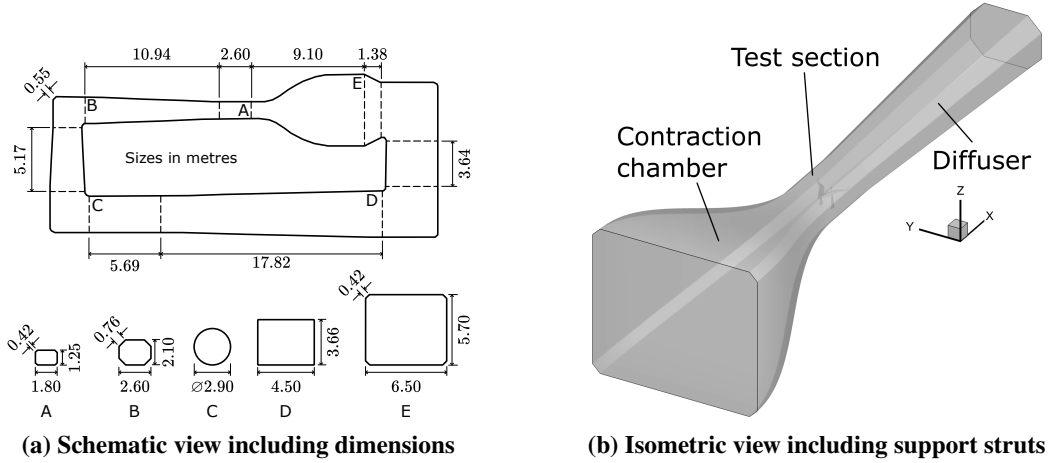 10.94
2.60
9.10
1.38
0.55
B
A
E
5.17
Sizes in metres
3.64
C
D
5.69
17.82
0.42
1.25
1.80
A
0.76
2.10
2.60
B
⌀2.90
C
3.66
4.50
D
0.42
5.70
6.50
E
(a) Schematic view including dimensions
Test section
Contraction
chamber
Diffuser
Z
Y
X
(b) Isometric view including support struts